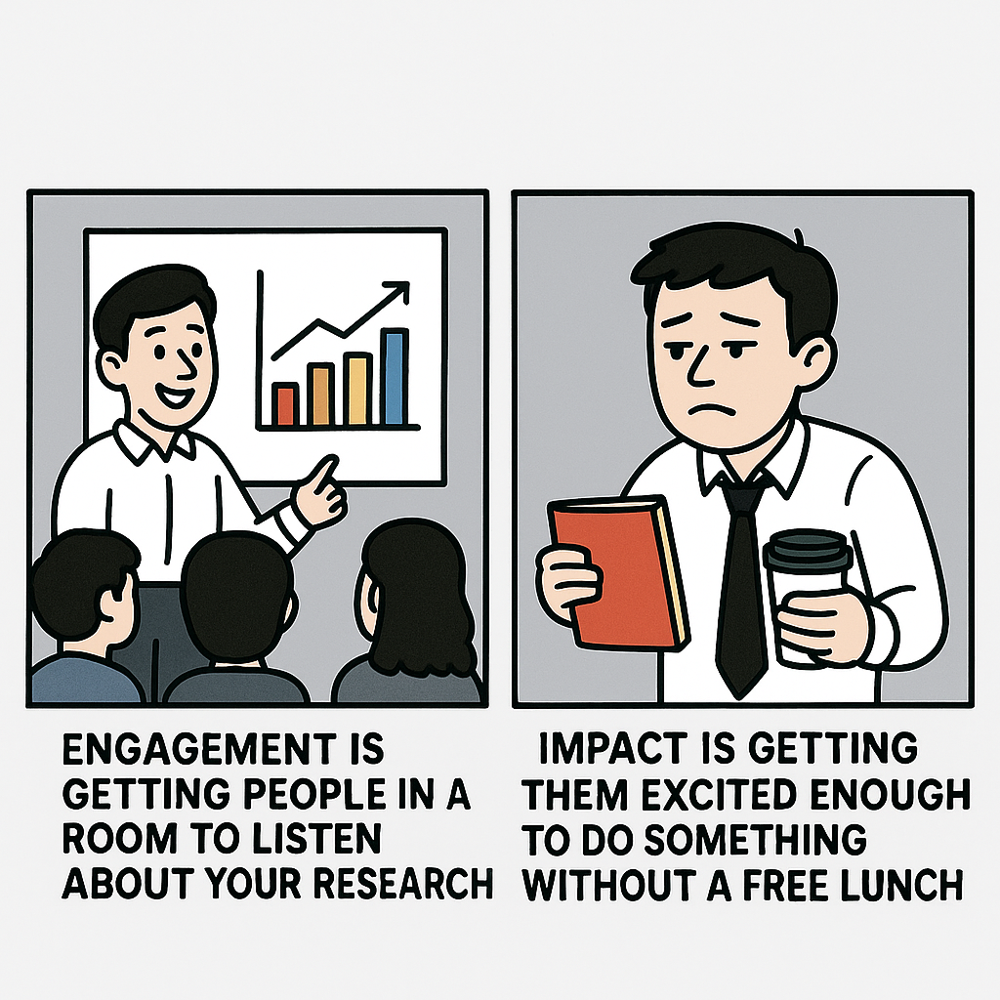 ENGAGEMENT IS
GETTING PEOPLE IN A
ROOM TO LISTEN
ABOUT YOUR RESEARCH
IMPACT IS GETTING
THEM EXCITED ENOUGH
TO DO SOMETHING
WITHOUT A FREE LUNCH